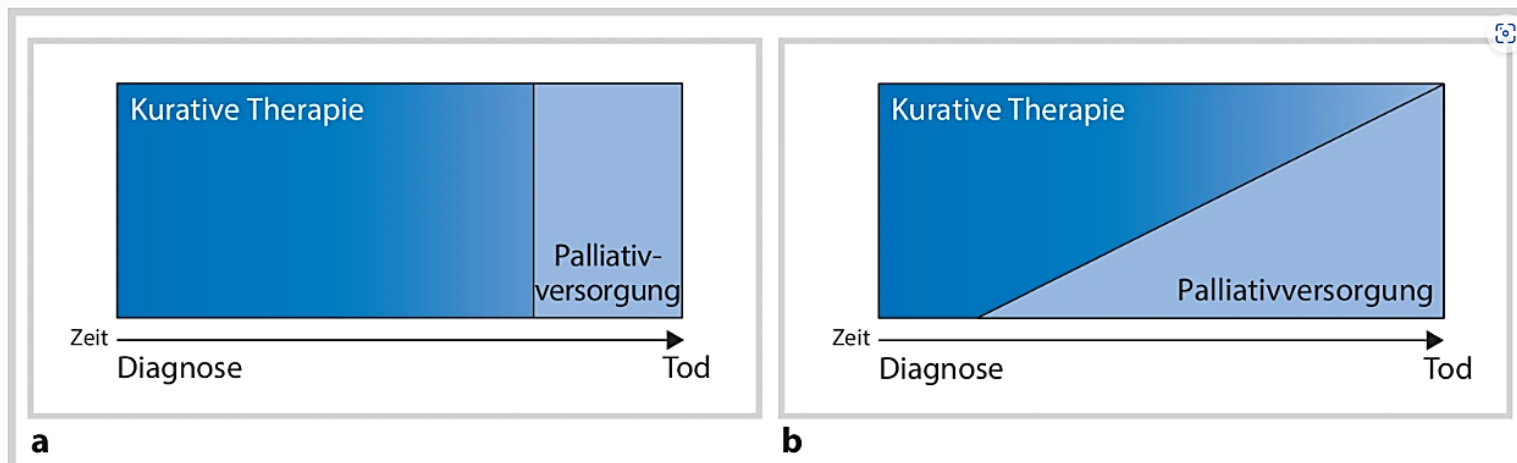 Kurative Therapie
Palliativ-
versorgung
Zeit
Diagnose
Tod
a
Kurative Therapie
Palliativversorgung
Zeit
Diagnose
Tod
b